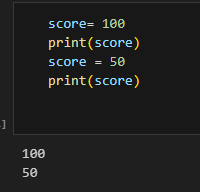 score= 100
print(score)
score = 50
print(score)
]
100
50